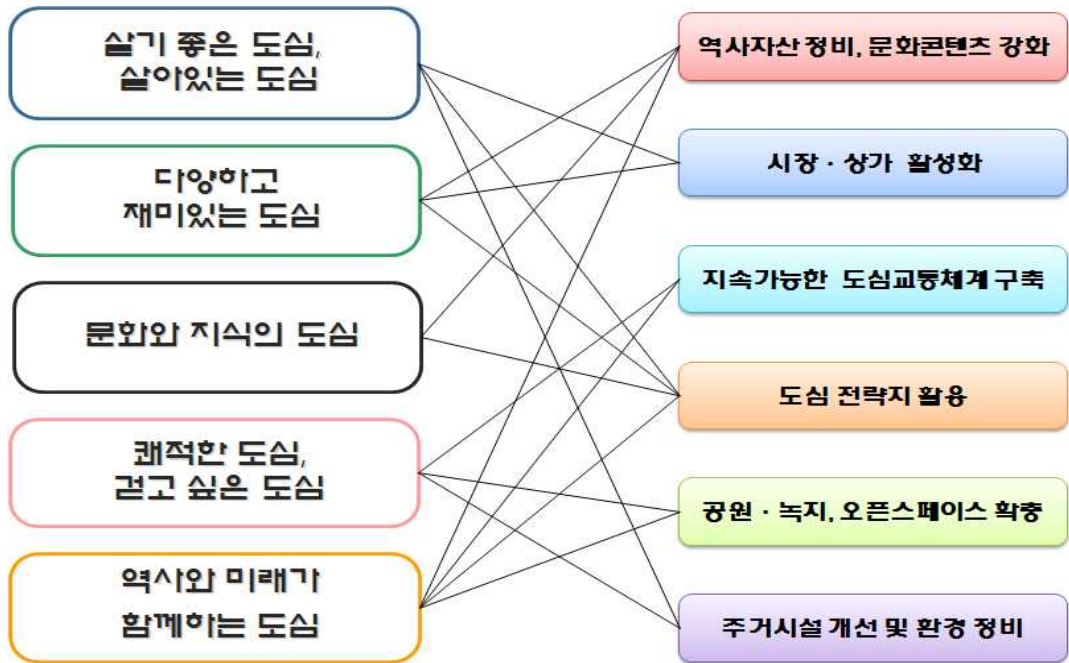 살기 좋은 도심,
살아있는 도심
다양하고
재미있는 도심
문화와 지식의 도심
쾌적한 도심,
걷고 싶은 도심
역사와 미래가
함께하는 도심
역사자산 정비, 문화콘텐츠 강화
시장 · 상가 활성화
지속가능한 도심교통체계 구축
도심 전략지 활용
공원 · 녹지, 오픈스페이스 확충
주거시설 개선 및 환경 정비